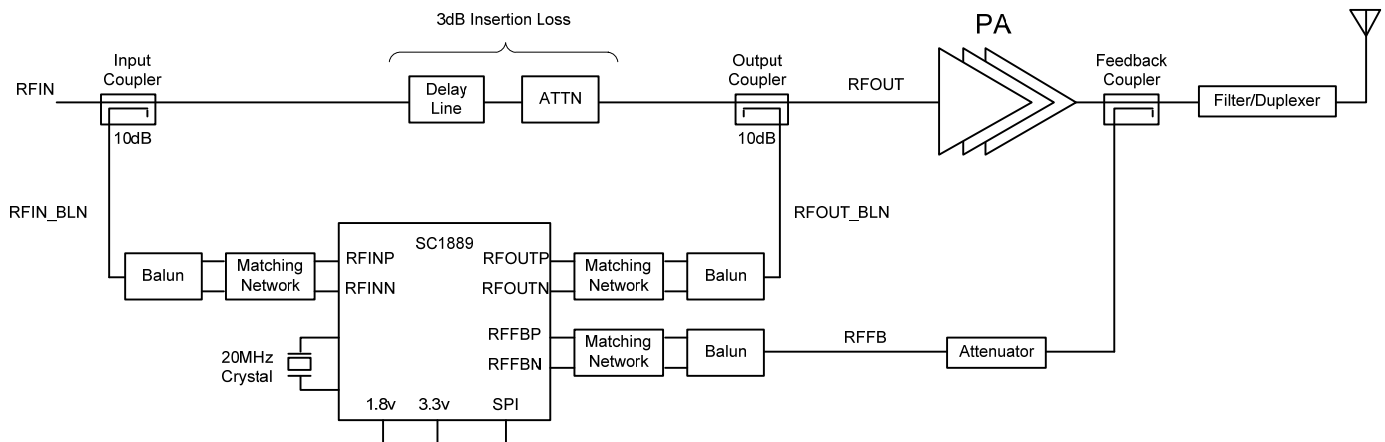 3dB Insertion Loss
PA
Input
Coupler
Output
Coupler
Feedback
Coupler
RFIN
Delay
Line
ATTN
RFOUT
Filter/Duplexer
10dB
10dB
RFIN_BLN
RFOUT_BLN
SC1889
Balun
Matching
Network
RFINP
RFINN
RFOUTP
RFOUTN
Matching
Network
Balun
RFFBP
RFFBN
Matching
Network
Balun
RFFB
Attenuator
20MHz
Crystal
1.8v
3.3v
SPI